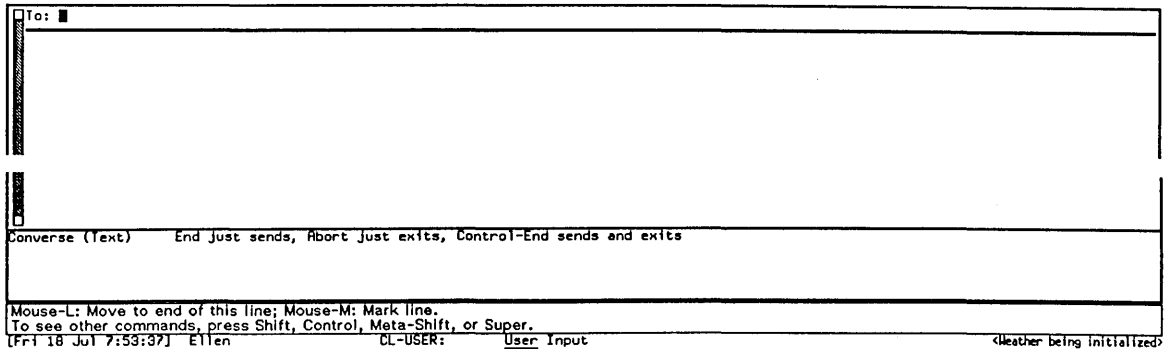 To:
Converse (Text) End just sends, Abort just exits, Control-End sends and exits
Mouse-L: Move to end of this line; Mouse-M: Mark line.
To see other commands, press Shift, Control, Meta-Shift, or Super.
[Fri 18 Jul 7:53:37] Ellen CL-USER: User Input <Weather being initialized>